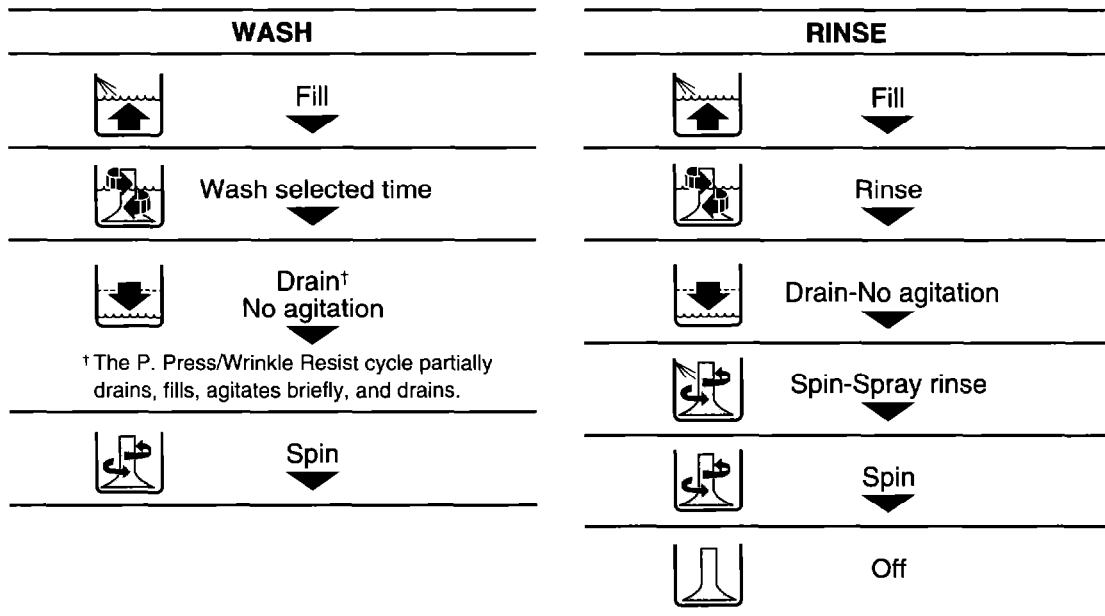 WASH
Fill
Wash selected time
Drain†
No agitation
† The P. Press/Wrinkle Resist cycle partially
drains, fills, agitates briefly, and drains.
Spin
RINSE
Fill
Rinse
Drain-No agitation
Spin-Spray rinse
Spin
Off